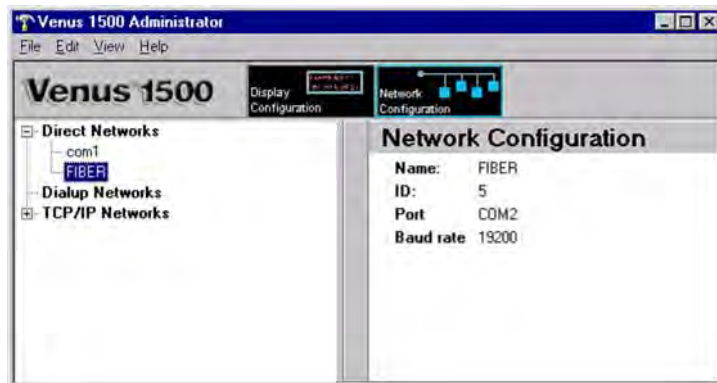 Venus 1500 Administrator
File Edit View Help
Venus 1500
Display
Configuration
Network
Configuration
Direct Networks
com1
FIBER
Dialup Networks
TCP/IP Networks
Network Configuration
Name: FIBER
ID: 5
Port COM2
Baud rate 19200